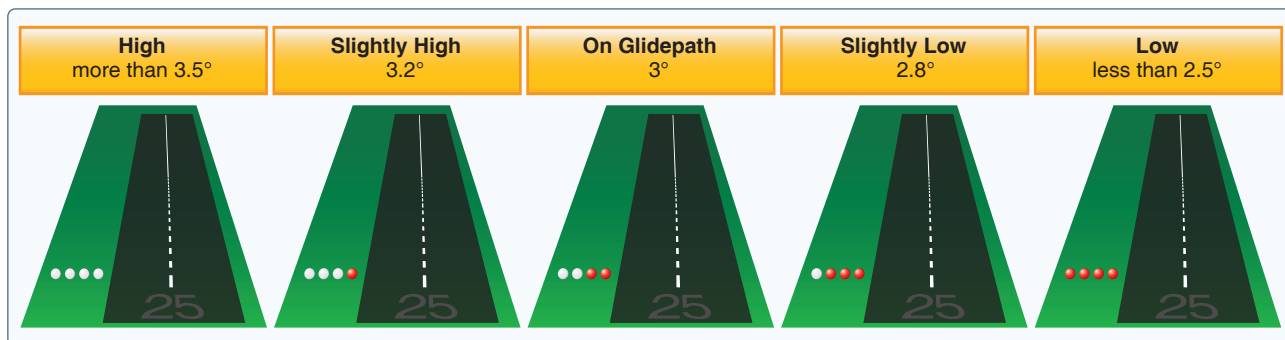 High
more than 3.5°
Slightly High
3.2°
On Glidepath
3°
Slightly Low
2.8°
Low
less than 2.5°
25
25
25
25
25